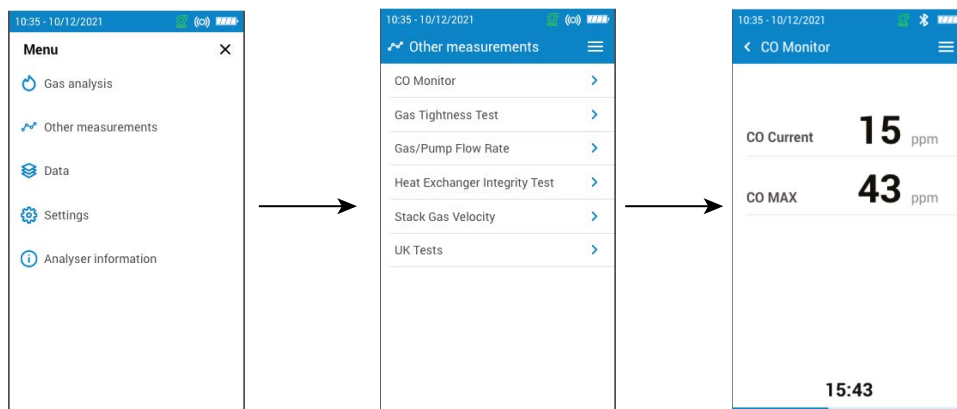 10:35 - 10/12/2021
Menu
Gas analysis
Other measurements
Data
Settings
Analyser information
10:35 - 10/12/2021
Other measurements
CO Monitor
Gas Tightness Test
Gas/Pump Flow Rate
Heat Exchanger Integrity Test
Stack Gas Velocity
UK Tests
10:35 - 10/12/2021
CO Monitor
CO Current 15 ppm
CO MAX 43 ppm
15:43